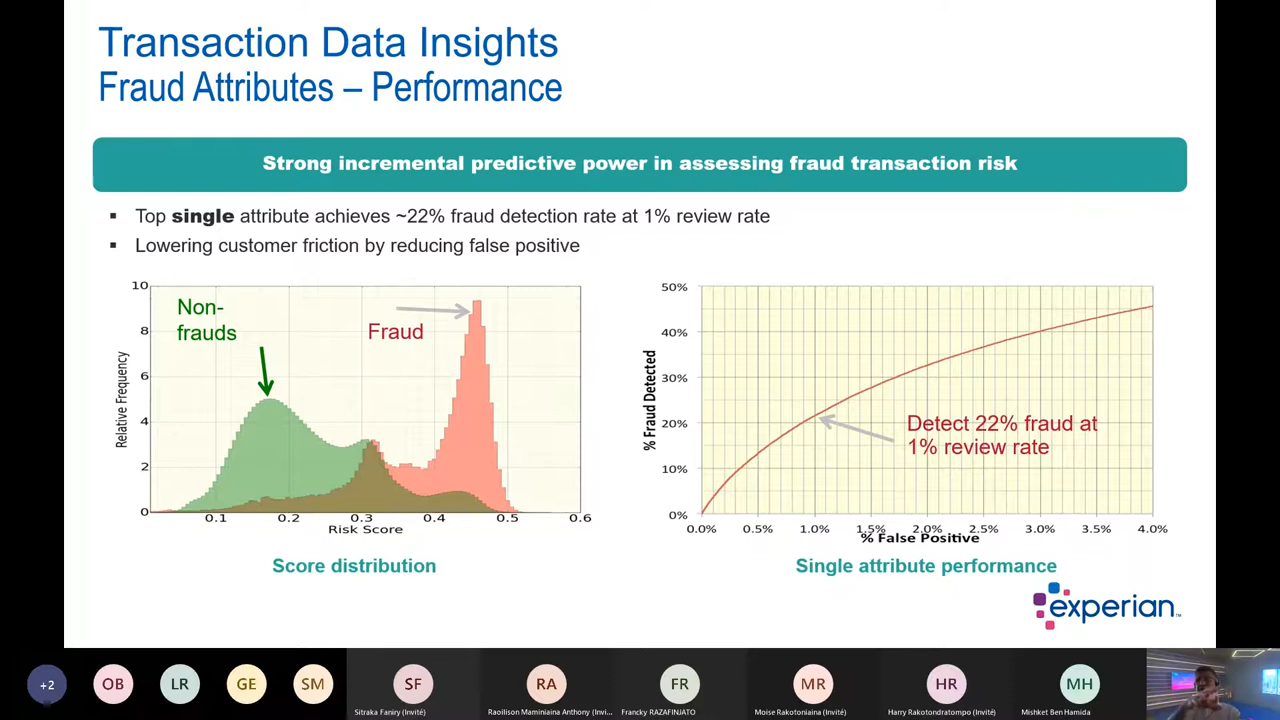 Transaction Data Insights
Fraud Attributes – Performance
Strong incremental predictive power in assessing fraud transaction risk
▪ Top single attribute achieves ~22% fraud detection rate at 1% review rate
▪ Lowering customer friction by reducing false positive
10
8
6
4
2
0
Relative Frequency
Non-
frauds
Fraud
0.1 0.2 0.3 0.4 0.5 0.6
Risk Score
Score distribution
50%
40%
30%
20%
10%
0%
% Fraud Detected
Detect 22% fraud at
1% review rate
0.0% 0.5% 1.0% 1.5% 2.0% 2.5% 3.0% 3.5% 4.0%
% False Positive
Single attribute performance
experian™
+2 OB LR GE SM SF RA FR MR HR MH
Sitraka Faniry (Invité) Raoilison Maminiaina Anthony (Invi... Francky RAZAFINJATO Moise Rakotoniaina (Invité) Harry Rakotondratompo (Invité) Mishket Ben Hamida